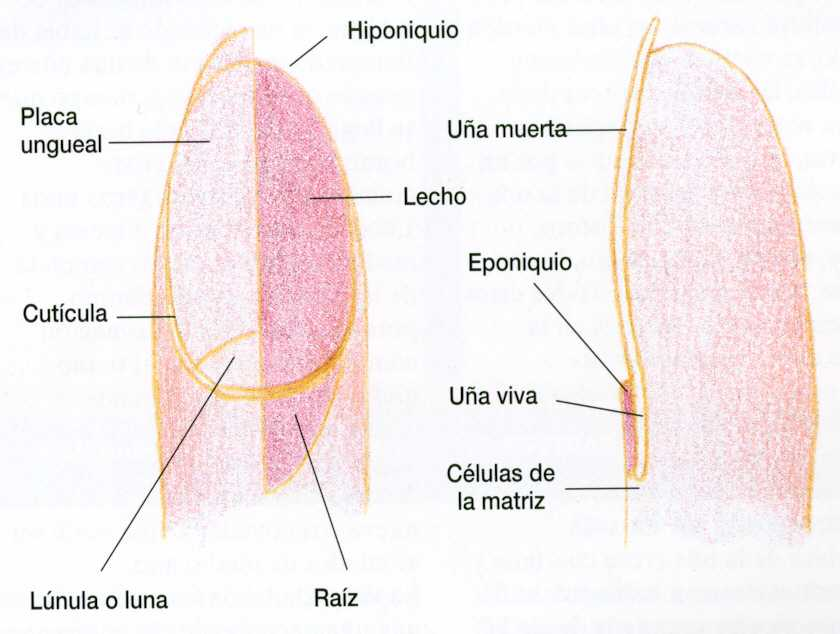 Hiponiquio
Placa
ungueal
Lecho
Cutícula
Lúnula o luna
Raíz
Uña muerta
Eponiquio
Uña viva
Células de
la matriz